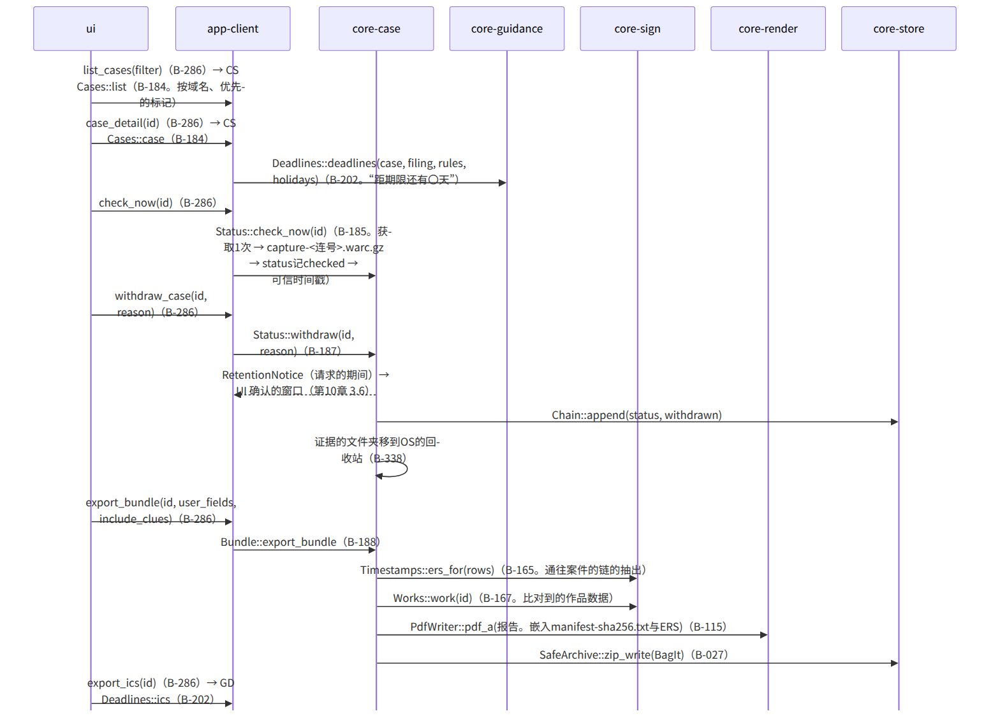 ui
app-client
core-case
core-guidance
core-sign
core-render
core-store
list_cases(filter)（B-286）→ CS
Cases::list（B-184。按域名、优先-
的标记）
case_detail(id)（B-286）→ CS
Cases::case（B-184）
Deadlines::deadlines(case, filing, rules,
holidays)（B-202。“距期限还有〇天”）
check_now(id)（B-286）
Status::check_now(id)（B-185。获-
取1次 → capture-<连号>.warc.gz
→ status记checked →
可信时间戳）
withdraw_case(id,
reason)（B-286）
Status::withdraw(id,
reason)（B-187）
RetentionNotice（请求的期间）→
UI 确认的窗口（第10章 3.6）
Chain::append(status, withdrawn)
证据的文件夹移到OS的回-
收站（B-338）
export_bundle(id, user_fields,
include_clues)（B-286）
Bundle::export_bundle（B-188）
Timestamps::ers_for(rows)（B-165。通往案件的链的抽出）
Works::work(id)（B-167。比对到的作品数据）
PdfWriter::pdf_a(报告。嵌入manifest-sha256.txt与ERS)（B-115）
SafeArchive::zip_write(BagIt)（B-027）
export_ics(id)（B-286）→ GD
Deadlines::ics（B-202）